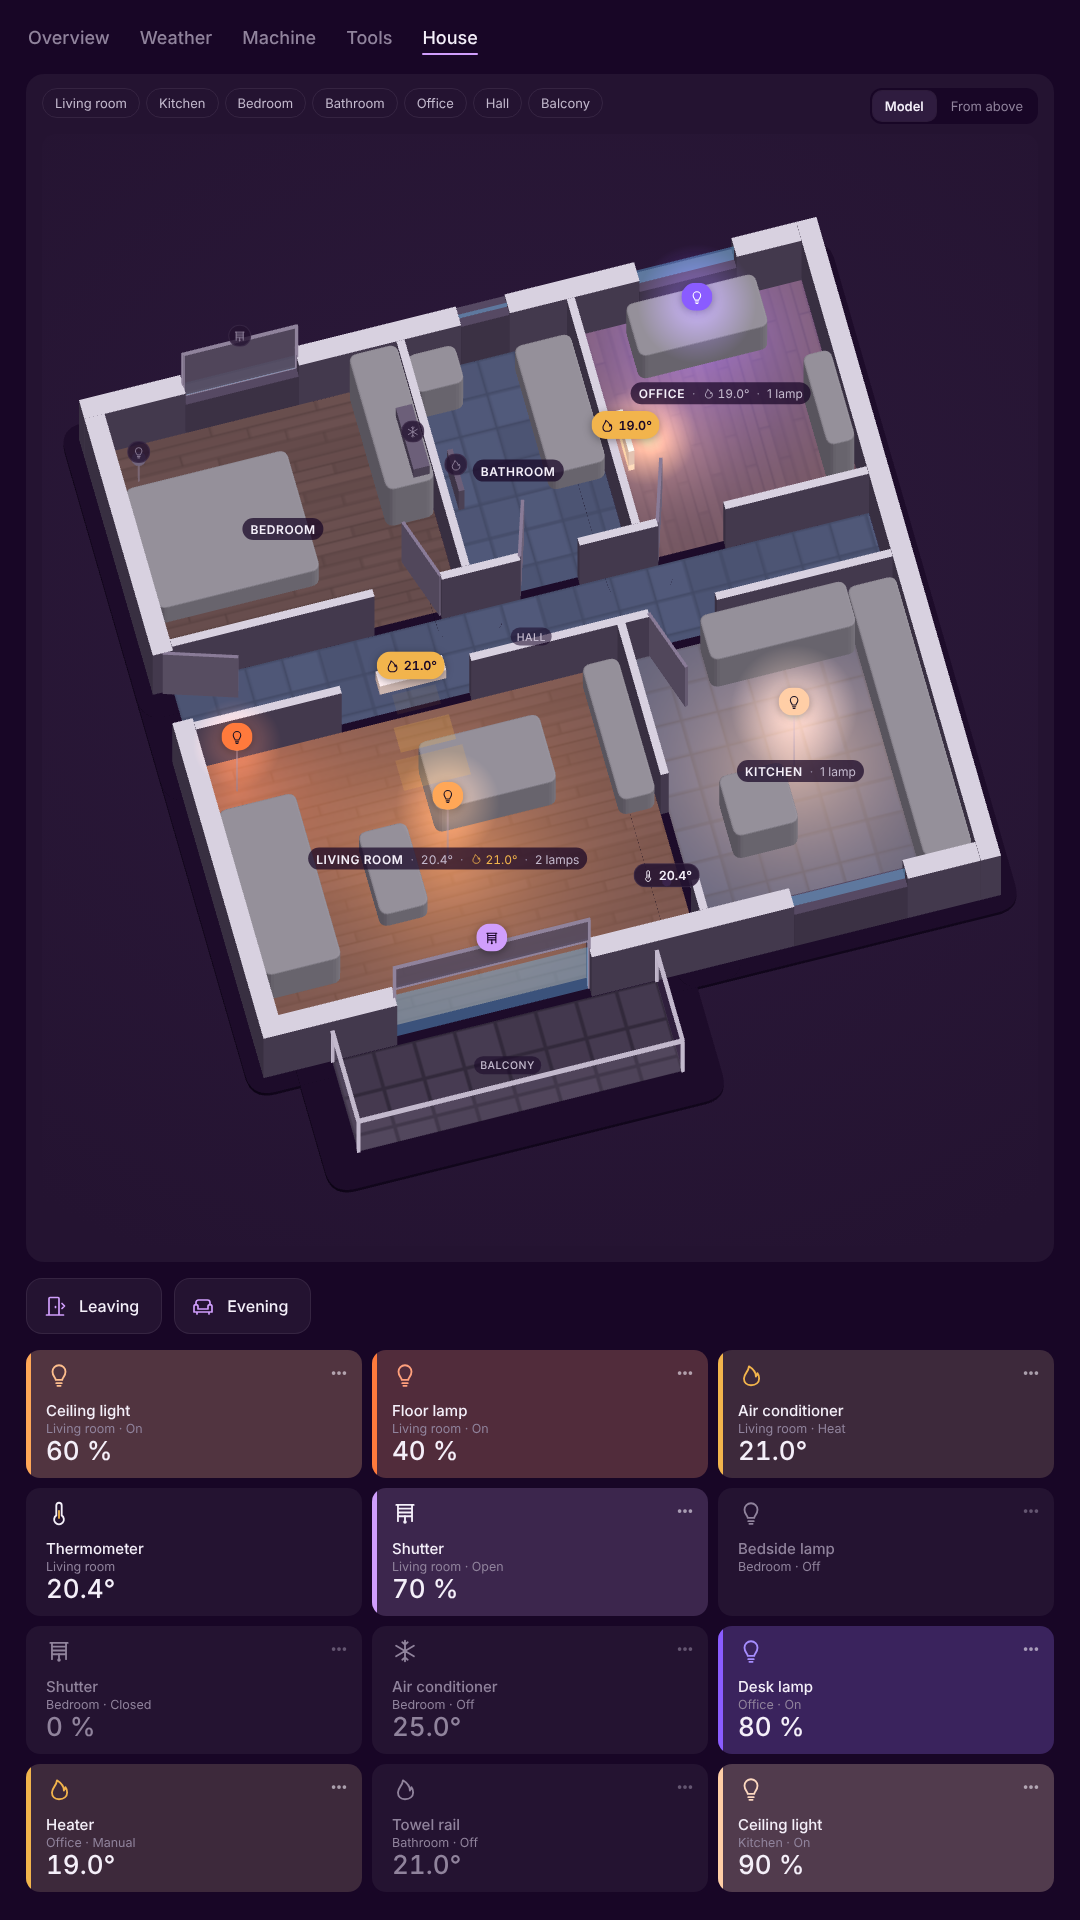 Overview Weather Machine Tools House
Living room Kitchen Bedroom Bathroom Office Hall Balcony
Model From above
OFFICE · 19.0° · 1 lamp
19.0°
BATHROOM
BEDROOM
HALL
21.0°
KITCHEN · 1 lamp
LIVING ROOM · 20.4° · 21.0° · 2 lamps
20.4°
BALCONY
Leaving
Evening
Ceiling light
Living room · On
60 %
Floor lamp
Living room · On
40 %
Air conditioner
Living room · Heat
21.0°
Thermometer
Living room
20.4°
Shutter
Living room · Open
70 %
Bedside lamp
Bedroom · Off
Shutter
Bedroom · Closed
0 %
Air conditioner
Bedroom · Off
25.0°
Desk lamp
Office · On
80 %
Heater
Office · Manual
19.0°
Towel rail
Bathroom · Off
21.0°
Ceiling light
Kitchen · On
90 %